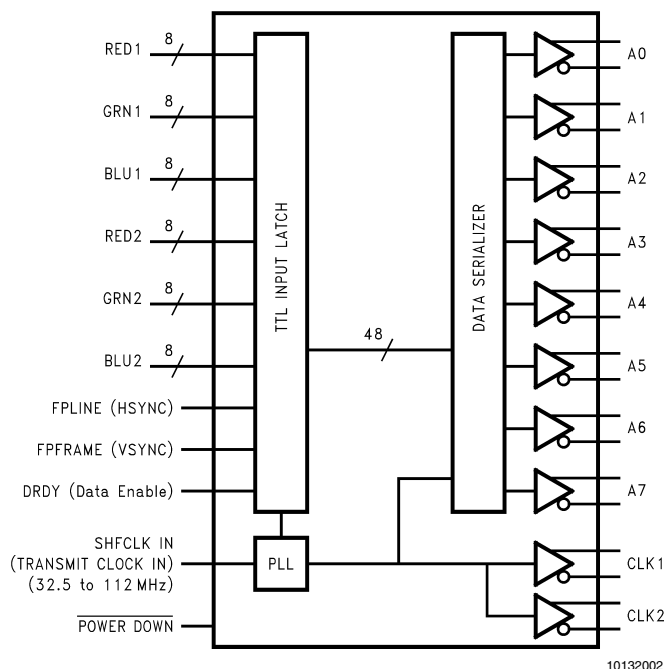 RED1
8
GRN1
8
BLU1
8
RED2
8
GRN2
8
BLU2
8
FPLINE (HSYNC)
FPFRAME (VSYNC)
DRDY (Data Enable)
SHFCLK IN
(TRANSMIT CLOCK IN)
(32.5 to 112 MHz)
POWER DOWN
TTL INPUT LATCH
PLL
48
DATA SERIALIZER
A0
A1
A2
A3
A4
A5
A6
A7
CLK1
CLK2
10132002